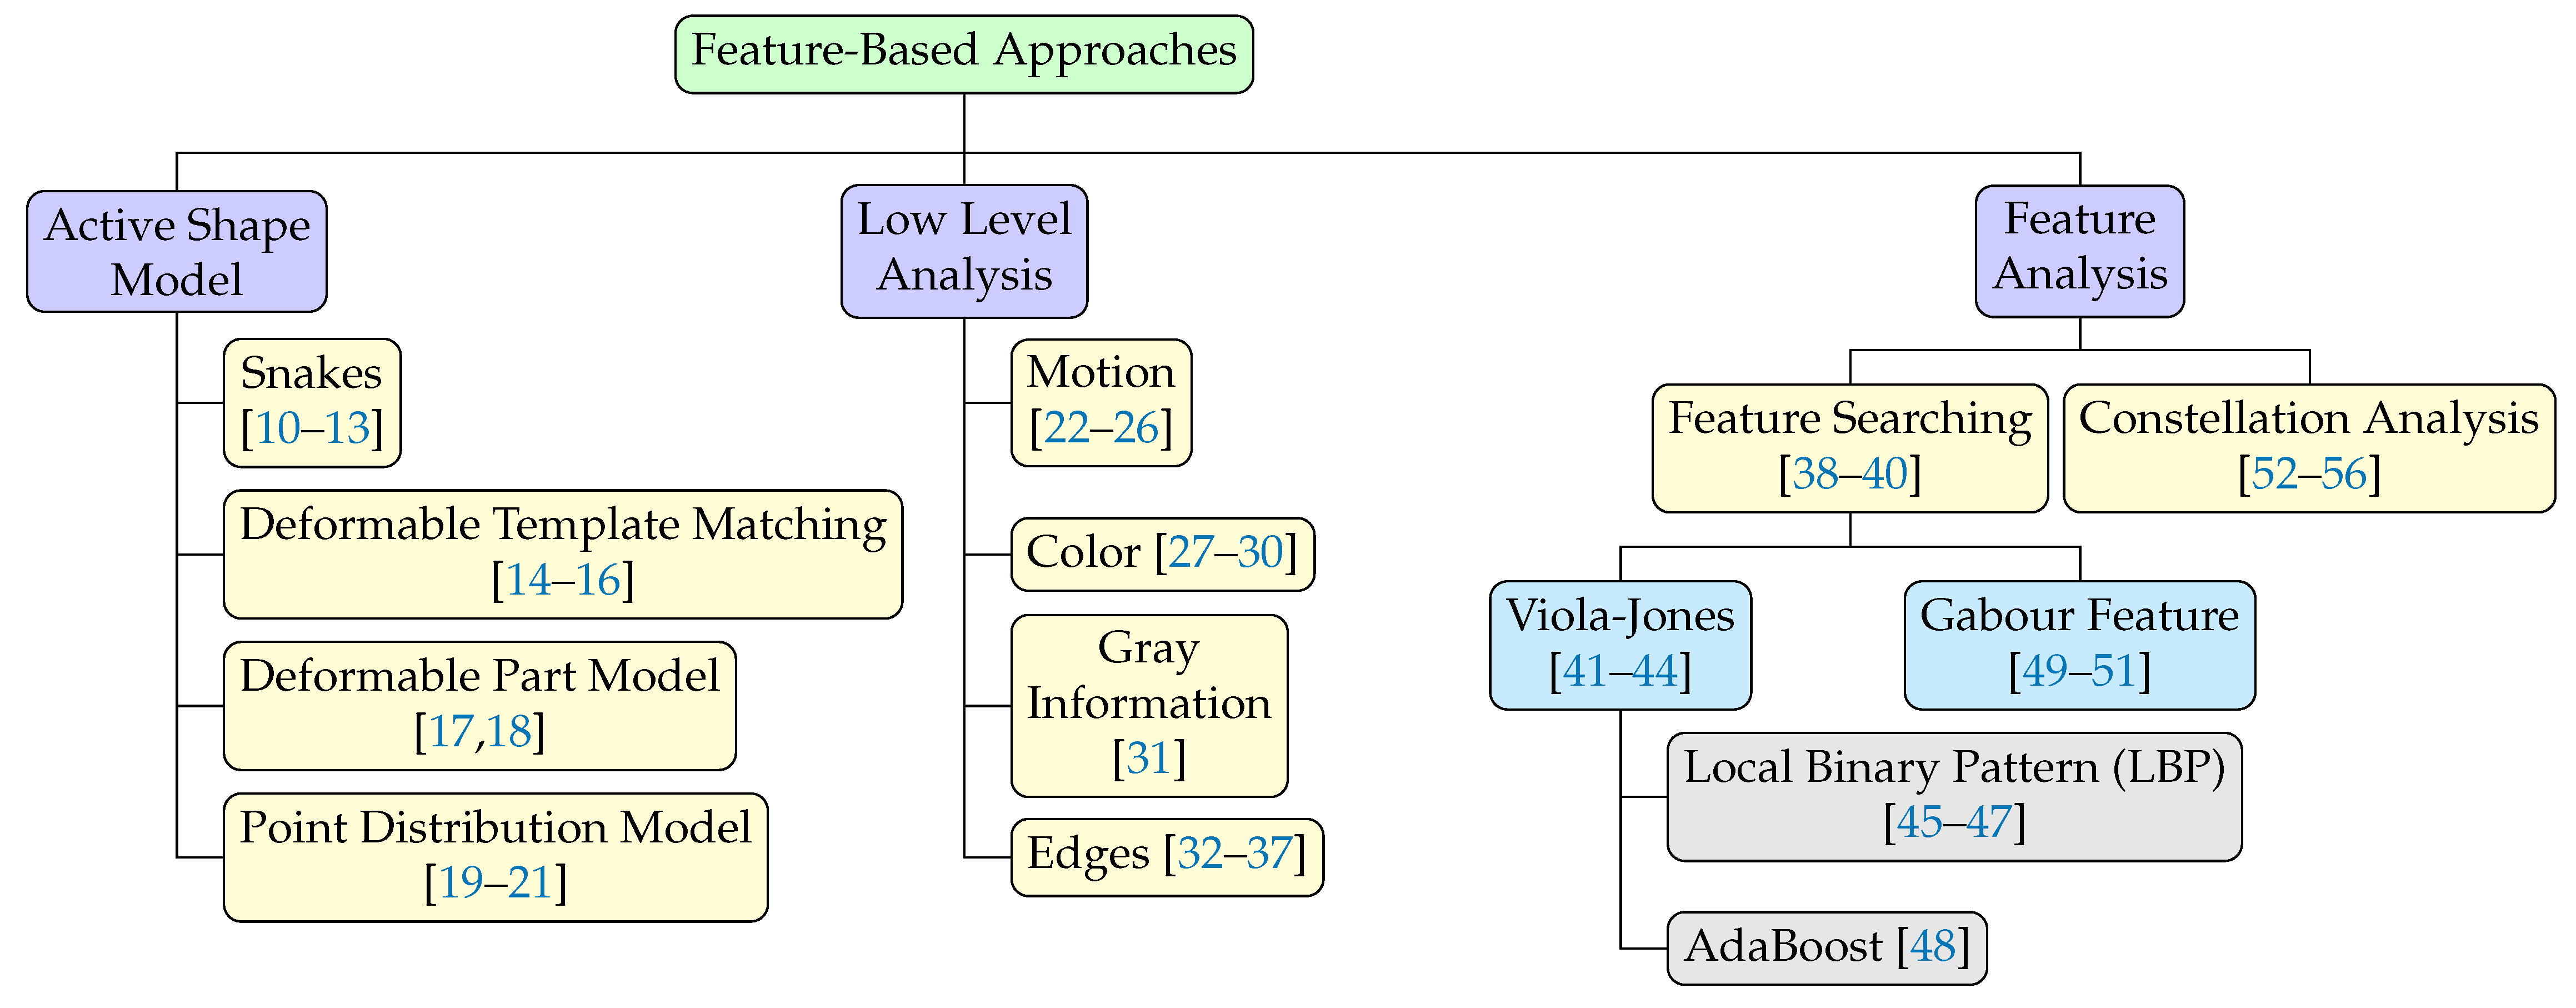 Feature-Based Approaches
Active Shape
Model
Snakes
[10–13]
Deformable Template Matching
[14–16]
Deformable Part Model
[17,18]
Point Distribution Model
[19–21]
Low Level
Analysis
Motion
[22–26]
Color [27–30]
Gray
Information
[31]
Edges [32–37]
Feature
Analysis
Feature Searching
[38–40]
Viola-Jones
[41–44]
Local Binary Pattern (LBP)
[45–47]
AdaBoost [48]
Gabour Feature
[49–51]
Constellation Analysis
[52–56]